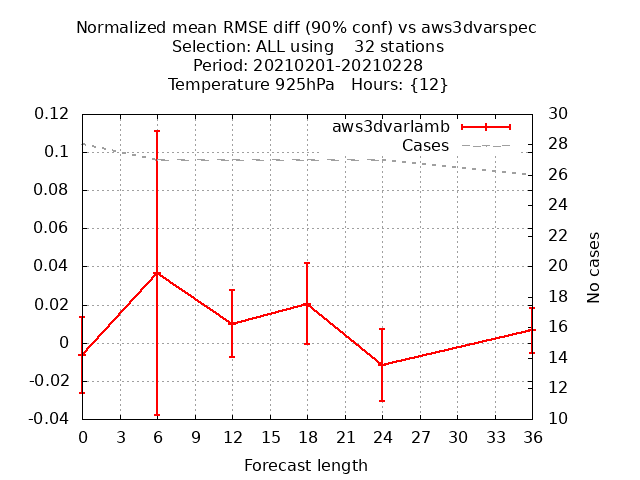 Normalized mean RMSE diff (90% conf) vs aws3dvarspec
Selection: ALL using    32 stations
Period: 20210201-20210228
Temperature 925hPa   Hours: {12}
aws3dvarlamb
Cases
0.12
0.1
0.08
0.06
0.04
0.02
0
-0.02
-0.04
30
28
26
24
22
20
18
16
14
12
10
No cases
0 3 6 9 12 15 18 21 24 27 30 33 36
Forecast length